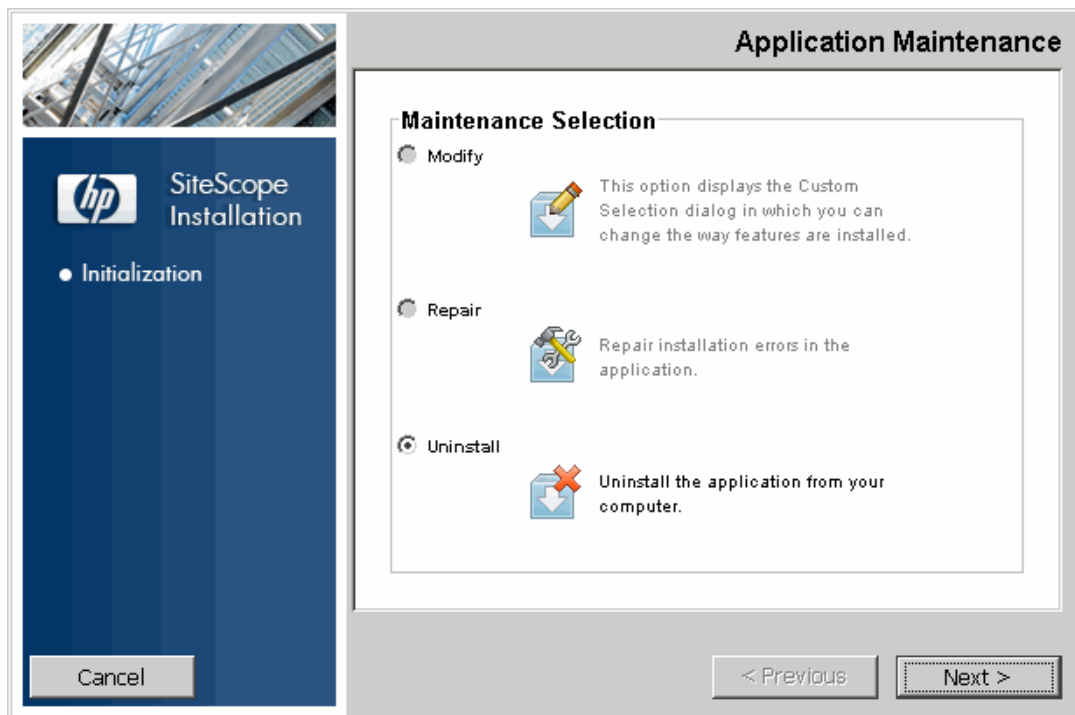 Application Maintenance
hp
SiteScope
Installation
Initialization
Maintenance Selection
Modify
This option displays the Custom
Selection dialog in which you can
change the way features are installed.
Repair
Repair installation errors in the
application.
Uninstall
Uninstall the application from your
computer.
Cancel
< Previous
Next >